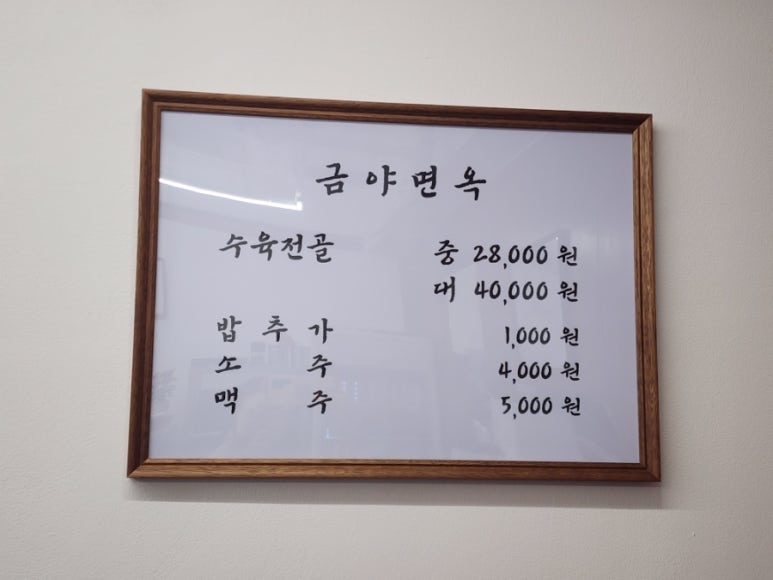 금야면옥
수육전골 중 28,000 원
대 40,000 원
밥 추 가 1,000 원
소 주 4,000 원
맥 주 5,000 원